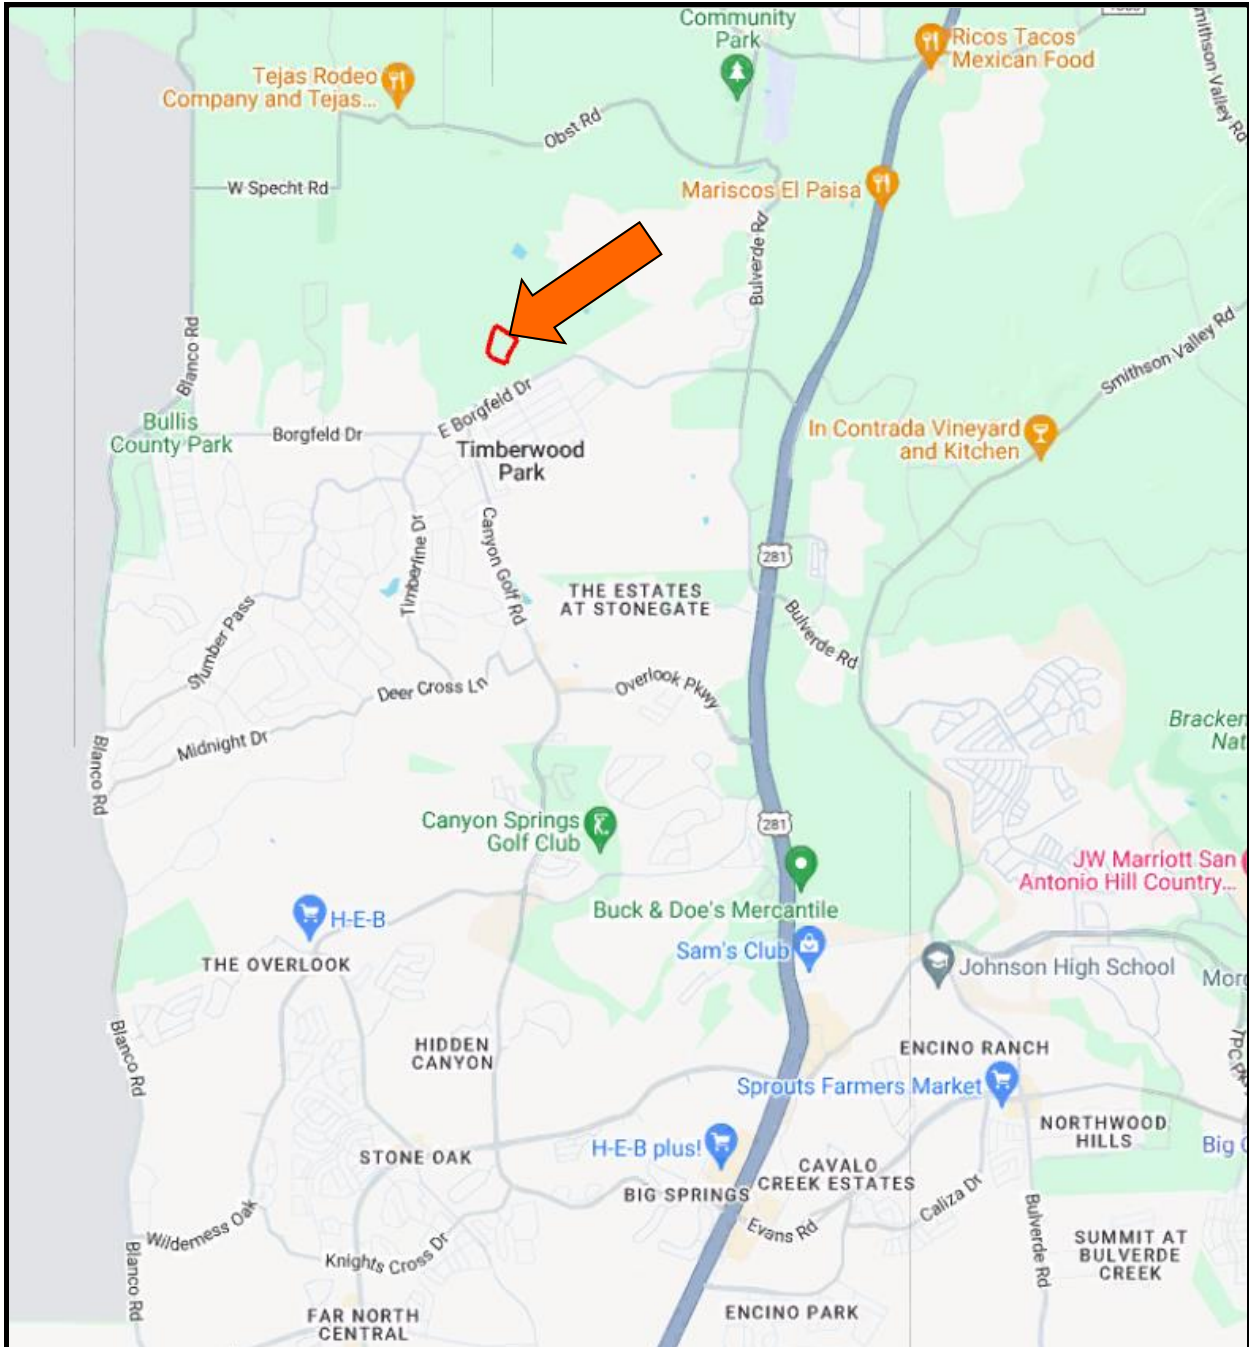 Community
Park
Ricos Tacos
Mexican Food
Smithson Valley Rd
Tejas Rodeo
Company and Tejas...
Obst Rd
W Specht Rd
Mariscos El Paisa
Bulverde Rd
Blanco Rd
Smithson Valley Rd
E Borgfeld Dr
Bullis
County Park
Borgfeld Dr
In Contrada Vineyard
and Kitchen
Timberwood
Park
Timberline Dr
Canyon Golf Rd
281
THE ESTATES
AT STONEGATE
Bulverde Rd
Slumber Pass
Deer Cross Ln
Overlook Pkwy
Midnight Dr
Bracken
Nat
Blanco Rd
Canyon Springs
Golf Club
281
JW Marriott San
Antonio Hill Country...
Buck & Doe's Mercantile
H-E-B
Sam's Club
THE OVERLOOK
Johnson High School
Blanco Rd
HIDDEN
CANYON
ENCINO RANCH
Sprouts Farmers Market
NORTHWOOD
HILLS
H-E-B plus!
STONE OAK
Big
CAVALO
CREEK ESTATES
BIG SPRINGS
Caliza Dr
Wilderness Oak
Evans Rd
Bulverde Rd
Knights Cross Dr
SUMMIT AT
BULVERDE
CREEK
Blanco Rd
FAR NORTH
CENTRAL
ENCINO PARK